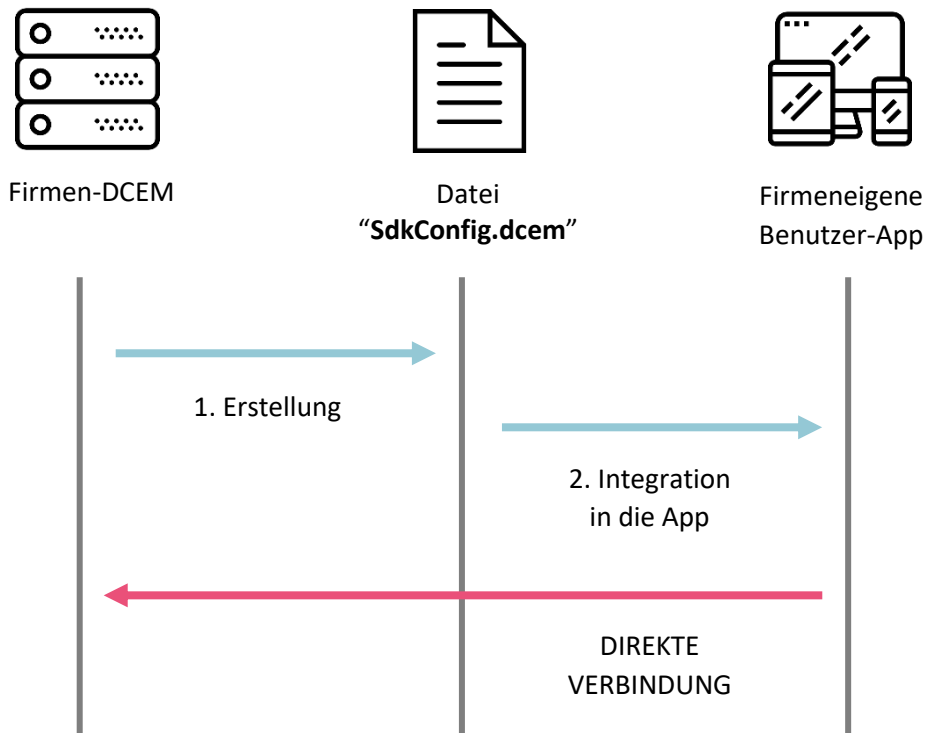 Firmen-DCEM
Datei
“SdkConfig.dcem”
Firmeneigene
Benutzer-App
1. Erstellung
2. Integration
in die App
DIREKTE
VERBINDUNG